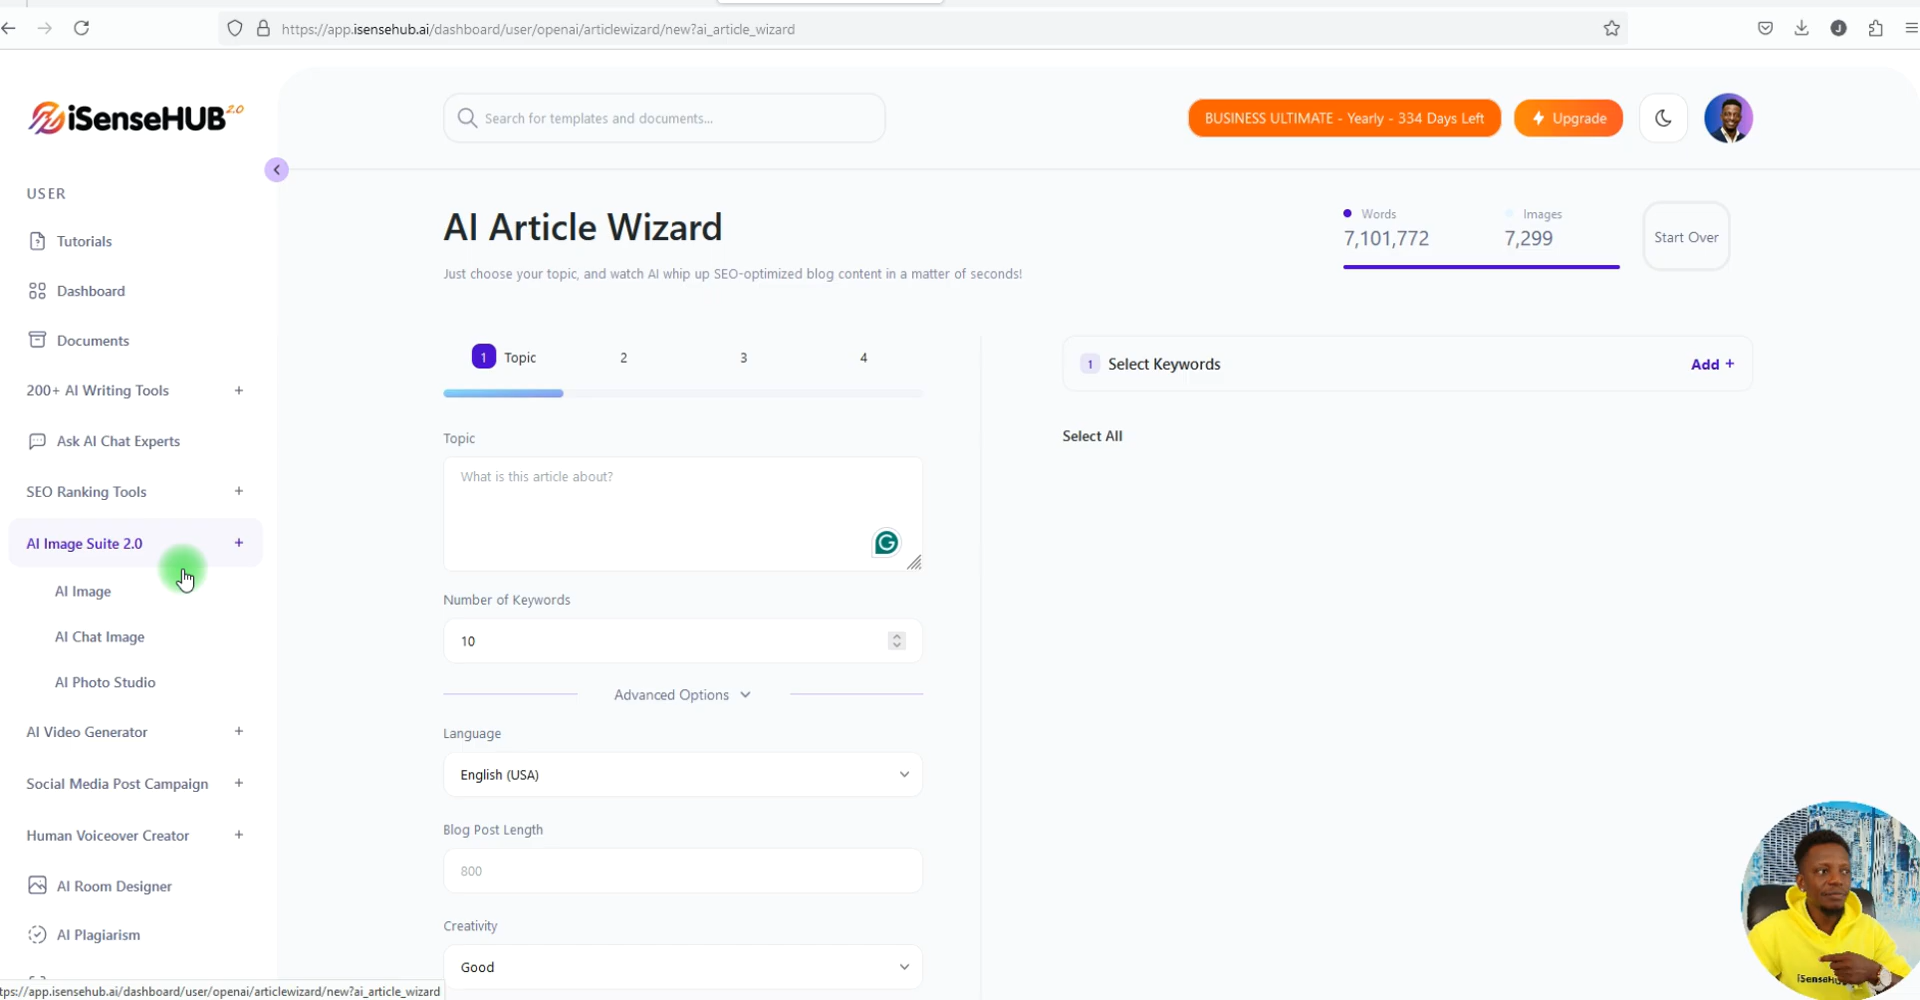 https://app.isensehub.ai/dashboard/user/openai/articlewizard/new?ai_article_wizard
J
iSenseHUB 2.0
Search for templates and documents...
BUSINESS ULTIMATE - Yearly - 334 Days Left
Upgrade
USER
Tutorials
Dashboard
Documents
200+ AI Writing Tools +
Ask AI Chat Experts
SEO Ranking Tools +
AI Image Suite 2.0 +
AI Image
AI Chat Image
AI Photo Studio
AI Video Generator +
Social Media Post Campaign +
Human Voiceover Creator +
AI Room Designer
AI Plagiarism
AI Article Wizard
Just choose your topic, and watch AI whip up SEO-optimized blog content in a matter of seconds!
Words
7,101,772
Images
7,299
Start Over
1 Topic 2 3 4
Topic
What is this article about?
G
Number of Keywords
10
Advanced Options
Language
English (USA)
Blog Post Length
800
Creativity
Good
1 Select Keywords Add +
Select All
tps://app.isensehub.ai/dashboard/user/openai/articlewizard/new?ai_article_wizard